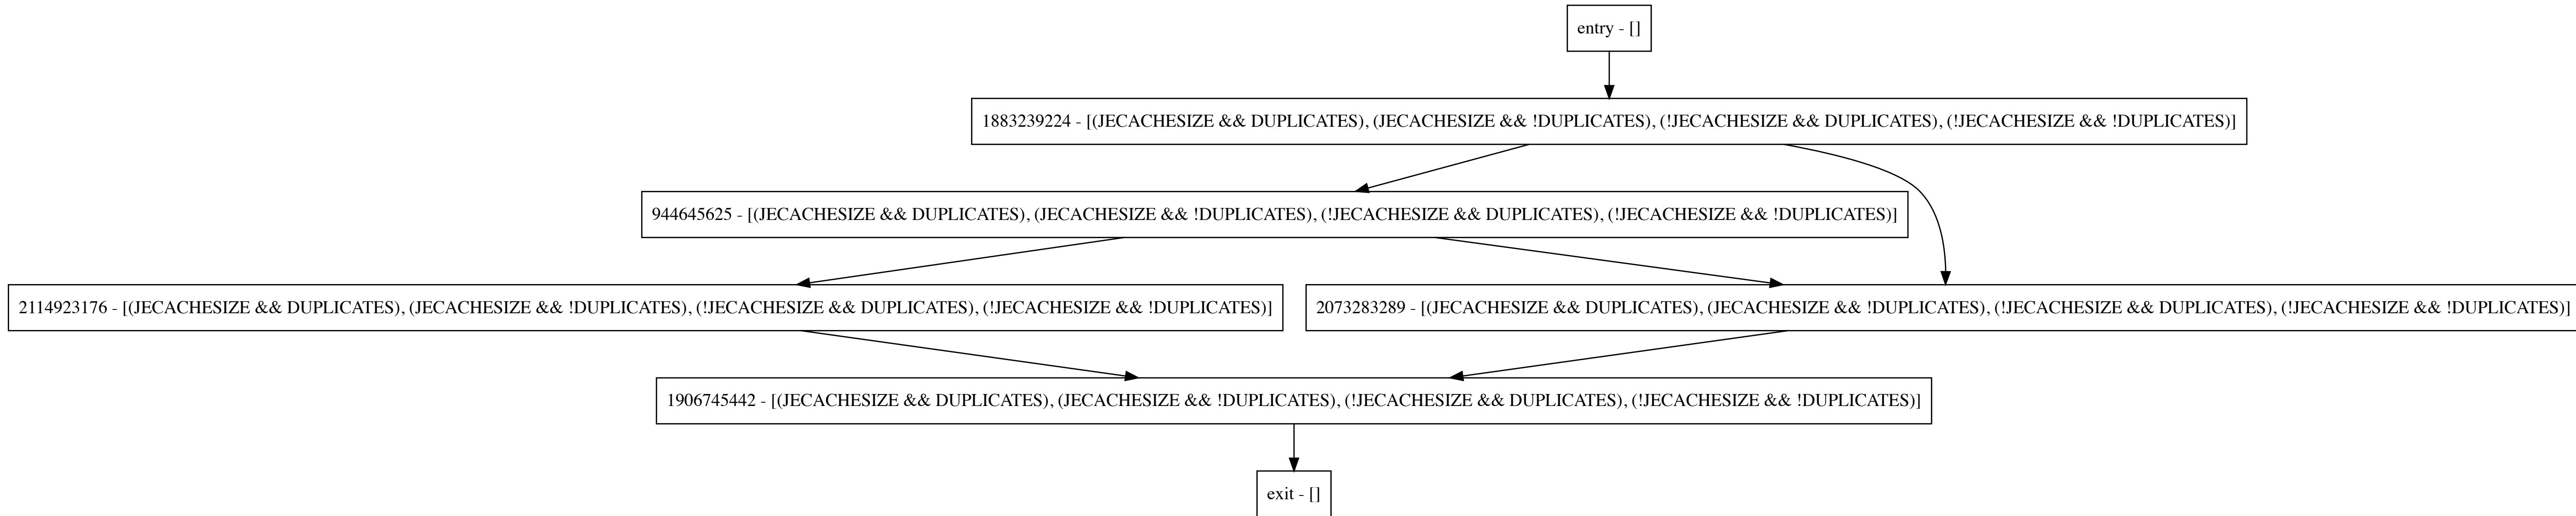 entry - []
1883239224 - [(JECACHESIZE && DUPLICATES), (JECACHESIZE && !DUPLICATES), (!JECACHESIZE && DUPLICATES), (!JECACHESIZE && !DUPLICATES)]
944645625 - [(JECACHESIZE && DUPLICATES), (JECACHESIZE && !DUPLICATES), (!JECACHESIZE && DUPLICATES), (!JECACHESIZE && !DUPLICATES)]
2114923176 - [(JECACHESIZE && DUPLICATES), (JECACHESIZE && !DUPLICATES), (!JECACHESIZE && DUPLICATES), (!JECACHESIZE && !DUPLICATES)]
2073283289 - [(JECACHESIZE && DUPLICATES), (JECACHESIZE && !DUPLICATES), (!JECACHESIZE && DUPLICATES), (!JECACHESIZE && !DUPLICATES)]
1906745442 - [(JECACHESIZE && DUPLICATES), (JECACHESIZE && !DUPLICATES), (!JECACHESIZE && DUPLICATES), (!JECACHESIZE && !DUPLICATES)]
exit - []